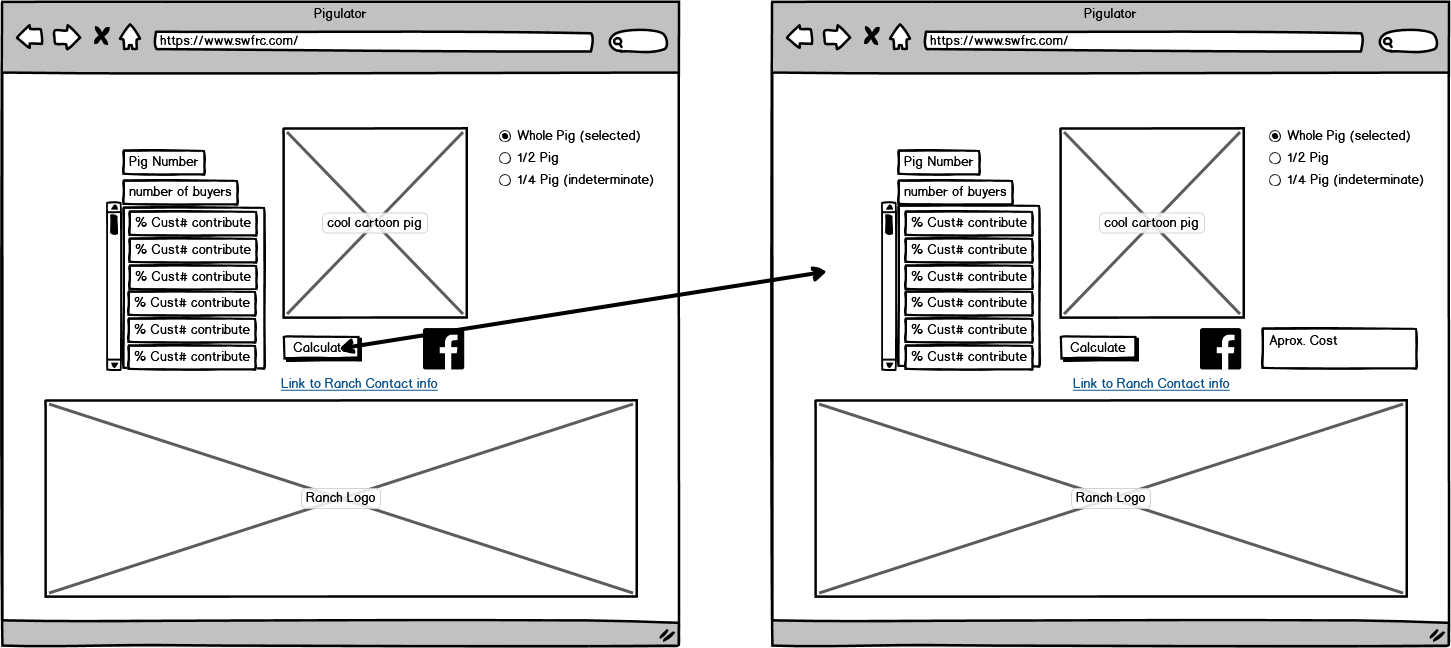 Pigulator
https://www.swfrc.com/
Whole Pig (selected)
1/2 Pig
1/4 Pig (indeterminate)
Pig Number
number of buyers
% Cust# contribute
% Cust# contribute
% Cust# contribute
% Cust# contribute
% Cust# contribute
% Cust# contribute
cool cartoon pig
Calculate
f
Link to Ranch Contact info
Ranch Logo
Pigulator
https://www.swfrc.com/
Whole Pig (selected)
1/2 Pig
1/4 Pig (indeterminate)
Pig Number
number of buyers
% Cust# contribute
% Cust# contribute
% Cust# contribute
% Cust# contribute
% Cust# contribute
% Cust# contribute
cool cartoon pig
Calculate
f
Aprox. Cost
Link to Ranch Contact info
Ranch Logo